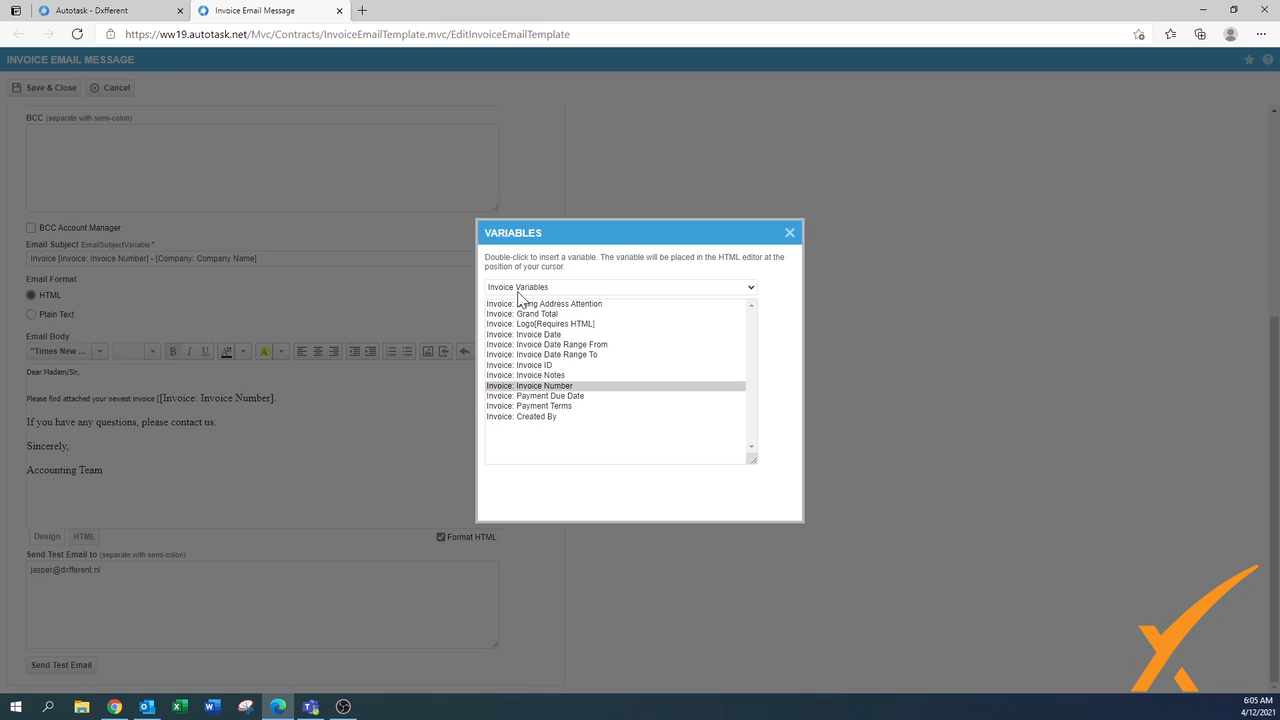 Autotask - Dxfferent
Invoice Email Message
https://ww19.autotask.net/Mvc/Contracts/InvoiceEmailTemplate.mvc/EditInvoiceEmailTemplate
INVOICE EMAIL MESSAGE
Save & Close
Cancel
BCC (separate with semi-colon)
BCC Account Manager
Email Subject EmailSubjectVariable*
Invoice [Invoice: Invoice Number] - {Company: Company Name]
Email Format
HTML
Plain Text
Email Body
"Times New ...
B I U
A
Dear Madam/Sir,
Please find attached your newest invoice [[Invoice: Invoice Number].
If you have any questions, please contact us.
Sincerely,
Accounting Team
Design
HTML
Format HTML
Send Test Email to (separate with semi-colon)
jasper@dxfferent.nl
Send Test Email
VARIABLES
Double-click to insert a variable. The variable will be placed in the HTML editor at the
position of your cursor.
Invoice Variables
Invoice: Address Attention
Invoice: Grand Total
Invoice: Logo[Requires HTML]
Invoice: Invoice Date
Invoice: Invoice Date Range From
Invoice: Invoice Date Range To
Invoice: Invoice ID
Invoice: Invoice Notes
Invoice: Invoice Number
Invoice: Payment Due Date
Invoice: Payment Terms
Invoice: Created By
6:05 AM
4/12/2021